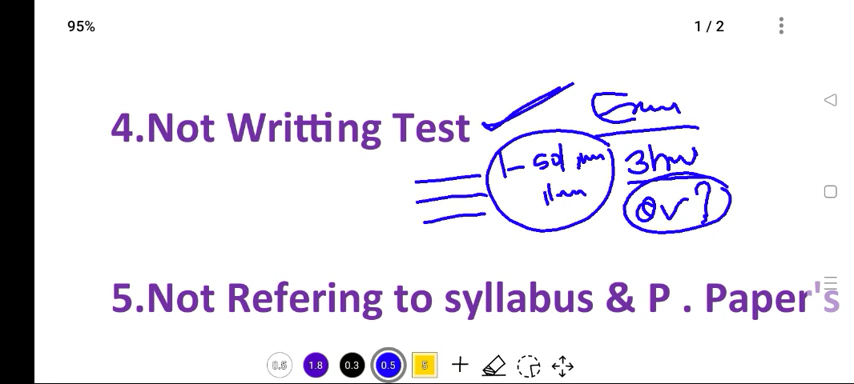 95%
1 / 2
4.Not Writting Test
3hw
5.Not Refering to syllabus & P . Paper's
0.5 1.8 0.3 0.5 5